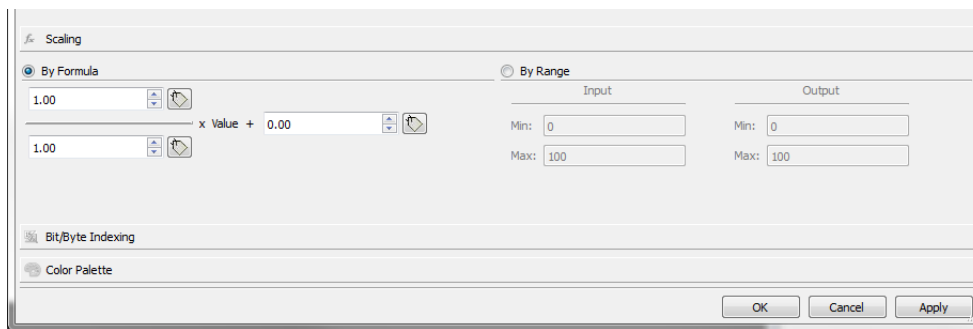 fx Scaling
By Formula
By Range
1.00
x Value + 0.00
1.00
Input
Output
Min: 0
Min: 0
Max: 100
Max: 100
Bit/Byte Indexing
Color Palette
OK Cancel Apply